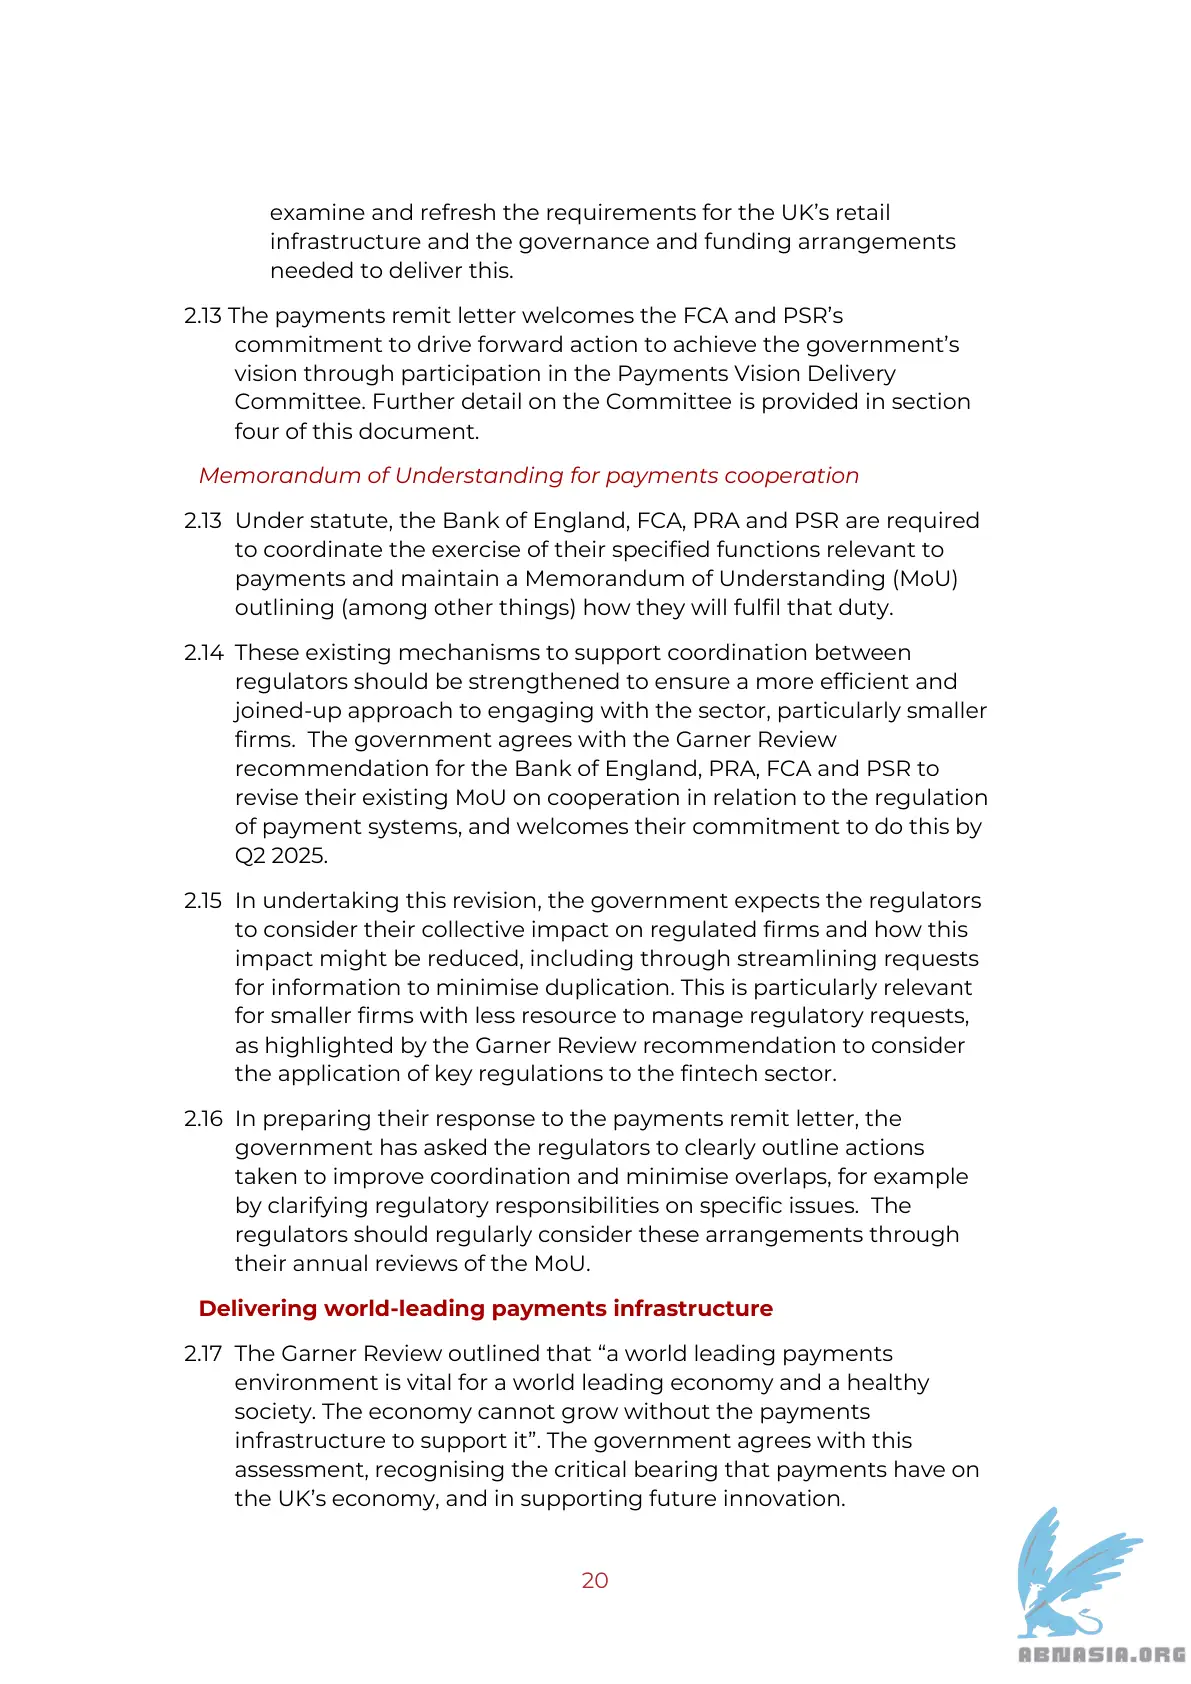 examine and refresh the requirements for the UK’s retail
infrastructure and the governance and funding arrangements
needed to deliver this.
2.13 The payments remit letter welcomes the FCA and PSR’s
commitment to drive forward action to achieve the government’s
vision through participation in the Payments Vision Delivery
Committee. Further detail on the Committee is provided in section
four of this document.
Memorandum of Understanding for payments cooperation
2.13 Under statute, the Bank of England, FCA, PRA and PSR are required
to coordinate the exercise of their specified functions relevant to
payments and maintain a Memorandum of Understanding (MoU)
outlining (among other things) how they will fulfil that duty.
2.14 These existing mechanisms to support coordination between
regulators should be strengthened to ensure a more efficient and
joined-up approach to engaging with the sector, particularly smaller
firms.  The government agrees with the Garner Review
recommendation for the Bank of England, PRA, FCA and PSR to
revise their existing MoU on cooperation in relation to the regulation
of payment systems, and welcomes their commitment to do this by
Q2 2025.
2.15 In undertaking this revision, the government expects the regulators
to consider their collective impact on regulated firms and how this
impact might be reduced, including through streamlining requests
for information to minimise duplication. This is particularly relevant
for smaller firms with less resource to manage regulatory requests,
as highlighted by the Garner Review recommendation to consider
the application of key regulations to the fintech sector.
2.16 In preparing their response to the payments remit letter, the
government has asked the regulators to clearly outline actions
taken to improve coordination and minimise overlaps, for example
by clarifying regulatory responsibilities on specific issues.  The
regulators should regularly consider these arrangements through
their annual reviews of the MoU.
Delivering world-leading payments infrastructure
2.17 The Garner Review outlined that “a world leading payments
environment is vital for a world leading economy and a healthy
society. The economy cannot grow without the payments
infrastructure to support it”. The government agrees with this
assessment, recognising the critical bearing that payments have on
the UK’s economy, and in supporting future innovation.
20
ABNASIA.ORG